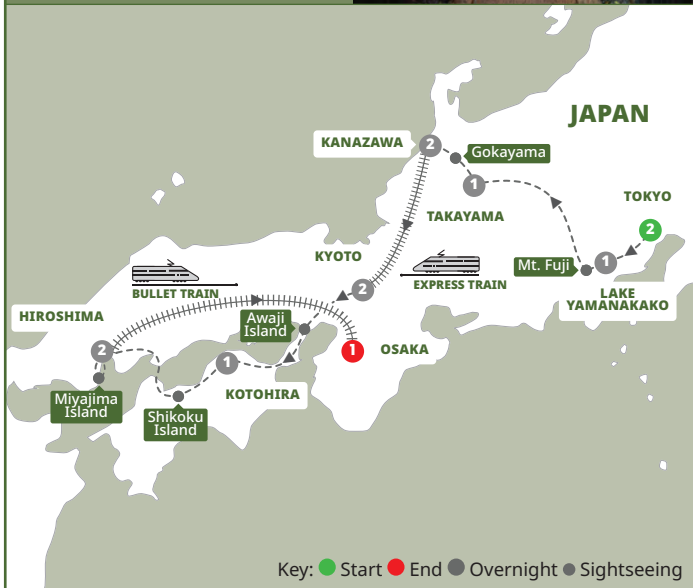 JAPAN
KANAZAWA
2
Gokayama
1
TAKAYAMA
TOKYO
2
Mt. Fuji
1
LAKE
YAMANAKAKO
KYOTO
2
EXPRESS TRAIN
BULLET TRAIN
HIROSHIMA
2
Awaji
Island
1
OSAKA
1
KOTOHIRA
Miyajima
Island
Shikoku
Island
Key: Start End Overnight Sightseeing